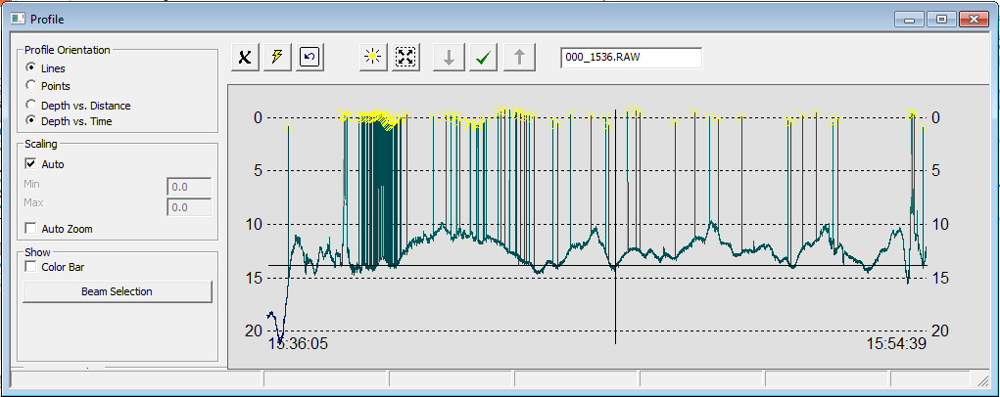 Profile
Profile Orientation
Lines
Points
Depth vs. Distance
Depth vs. Time
Scaling
Auto
Min 0.0
Max 0.0
Auto Zoom
Show
Color Bar
Beam Selection
000_1536.RAW
0 0
5 5
10 10
15 15
20 20
15:36:05 15:54:39